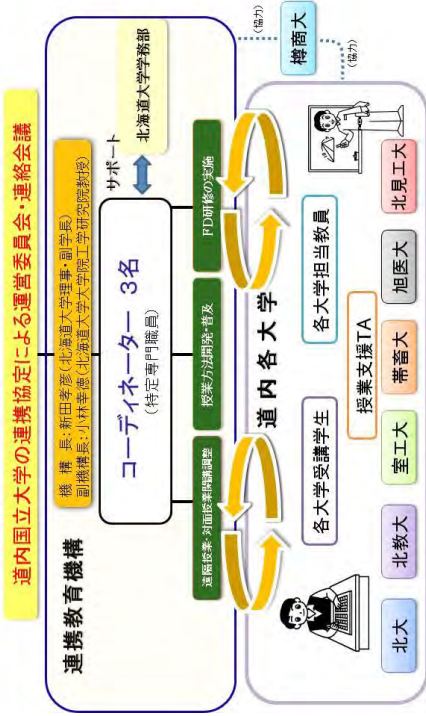 道内国立大学の連携協定による運営委員会・連絡会議
連携教育機構
機　構　長：新田孝彦（北海道大学理事・副学長）
副機構長：小林幸徳（北海道大学大学院工学研究院教授）
コーディネーター 3名
（特定専門職員）
サポート
北海道大学学務部
遠隔授業・対面授業開講調整
授業方法開発・普及
FD研修の実施
（協力）
樽商大
（協力）
道内各大学
各大学受講学生
各大学担当教員
授業支援TA
北大
北教大
室工大
帯畜大
旭医大
北見工大